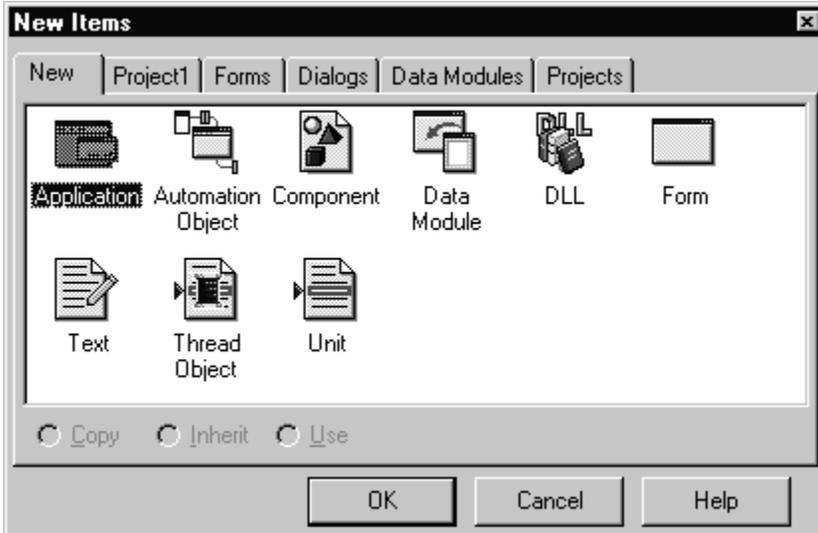 New Items
New Project1 Forms Dialogs Data Modules Projects
DLL
Application Automation Object Component Data Module DLL Form
Text Thread Object Unit
Copy Inherit Use
OK Cancel Help